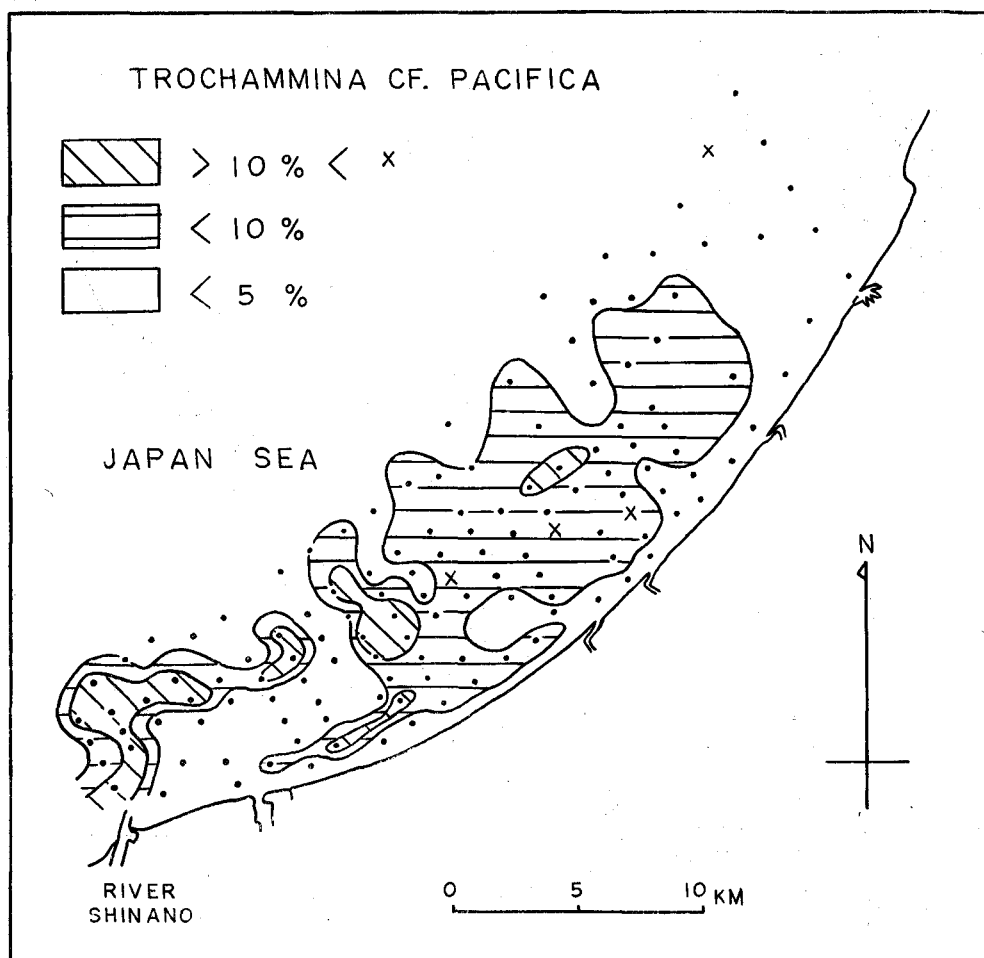 TROCHAMMINA CF. PACIFICA
> 10 % < x
< 10 %
< 5 %
JAPAN SEA
N
RIVER
SHINANO
0 5 10 KM